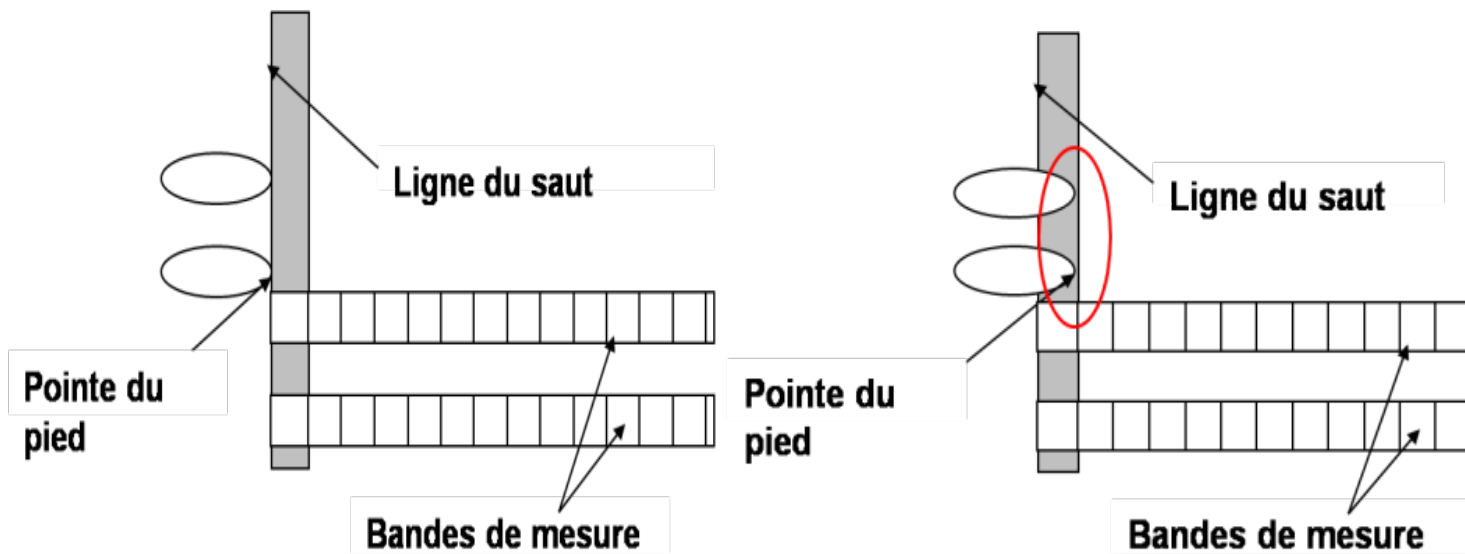 Ligne du saut
Pointe du
pied
Bandes de mesure
Ligne du saut
Pointe du
pied
Bandes de mesure